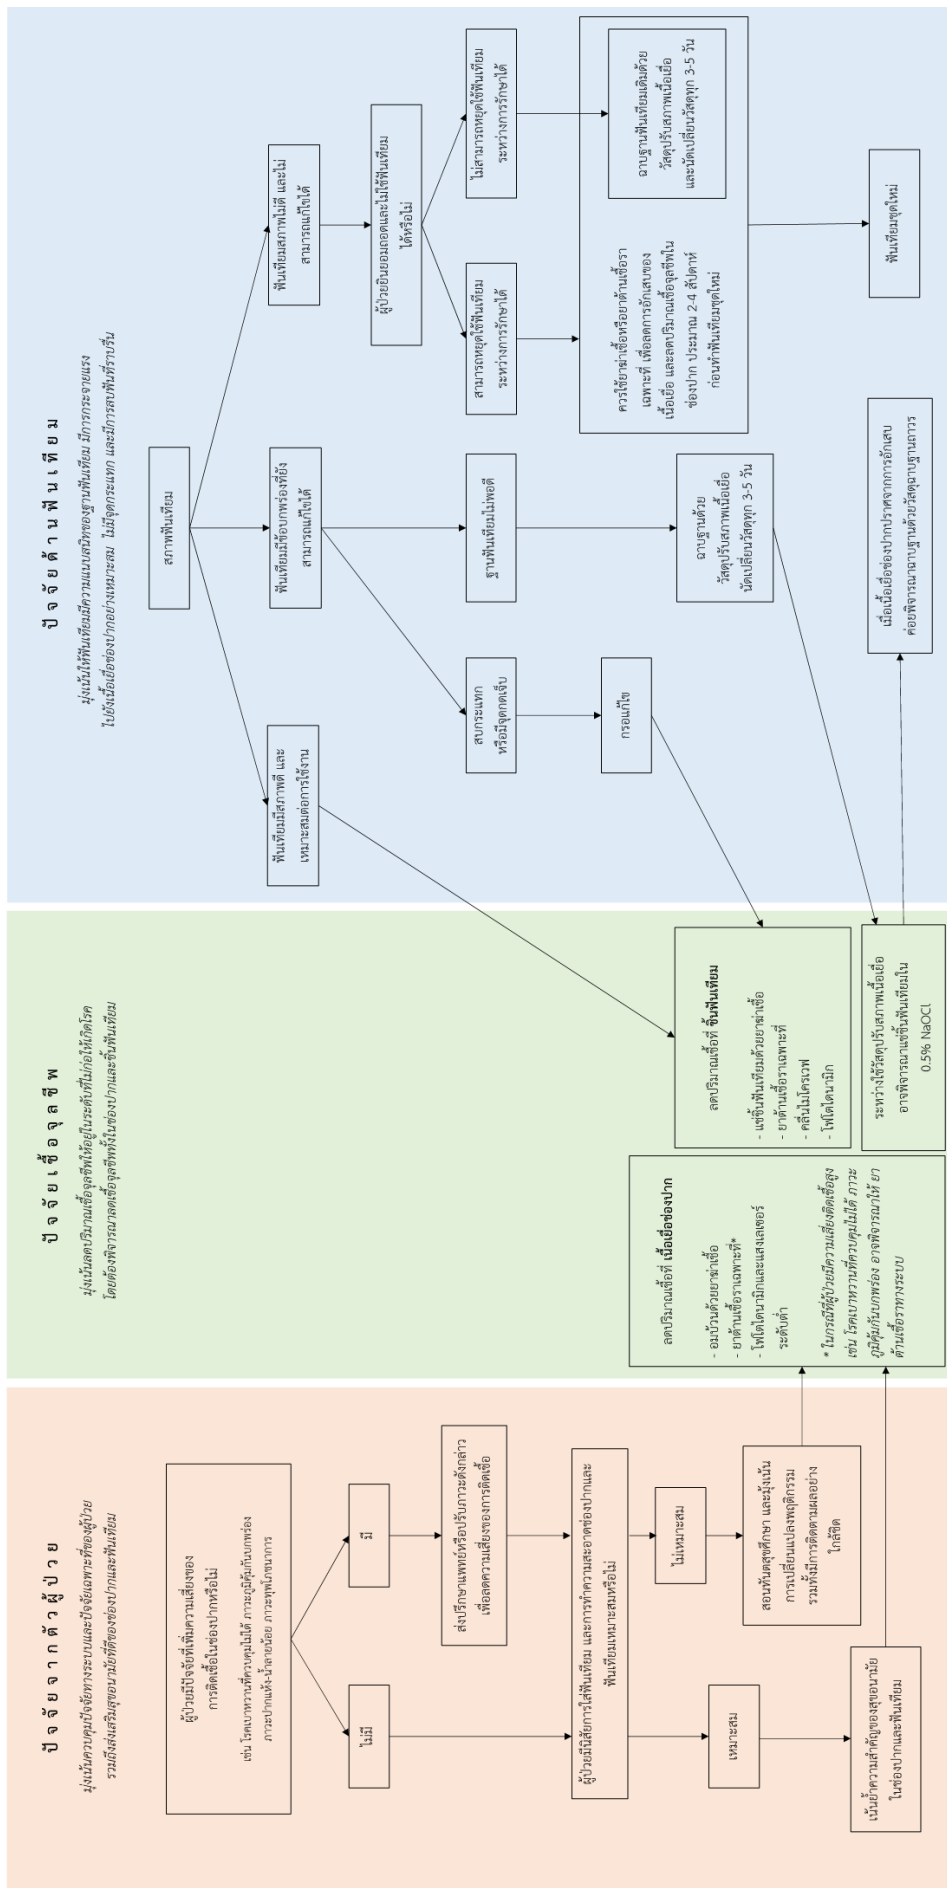 ปัจจัยจากตัวผู้ป่วย
มุ่งเน้นควบคุมปัจจัยทางระบบและปัจจัยเฉพาะที่ของผู้ป่วย
รวมถึงส่งเสริมสุขอนามัยที่ดีของช่องปากและฟันเทียม
ผู้ป่วยมีปัจจัยที่เพิ่มความเสี่ยงของ
การติดเชื้อในช่องปากหรือไม่
เช่น โรคเบาหวานที่ควบคุมไม่ได้ ภาวะภูมิคุ้มกันบกพร่อง
ภาวะปากแห้ง-น้ำลายน้อย ภาวะทุพโภชนาการ
ไม่มี
มี
ส่งปรึกษาแพทย์หรือปรับภาวะดังกล่าว
เพื่อลดความเสี่ยงของการติดเชื้อ
ผู้ป่วยมีนิสัยการใส่ฟันเทียม และการทำความสะอาดช่องปากและ
ฟันเทียมเหมาะสมหรือไม่
เหมาะสม
ไม่เหมาะสม
สอนทันตสุขศึกษา และมุ้งเน้น
การเปลี่ยนแปลงพฤติกรรม
รวมทั้งมีการติดตามผลอย่าง
ใกล้ชิด
เน้นย้ำความสำคัญของสุขอนามัย
ในช่องปากและฟันเทียม
ปัจจัยเชื้อจุลชีพ
มุ่งเน้นลดปริมาณเชื้อจุลชีพให้อยู่ในระดับที่ไม่ก่อให้เกิดโรค
โดยต้องพิจารณาลดเชื้อจุลชีพทั้งในช่องปากและชิ้นฟันเทียม
ลดปริมาณเชื้อที่ เนื้อเยื่อช่องปาก
- อมบ้วนด้วยยาฆ่าเชื้อ
- ยาต้านเชื้อราเฉพาะที่*
- โฟโตไดนามิกและแสงเลเซอร์
ระดับต่ำ
* ในกรณีที่ผู้ป่วยมีความเสี่ยงติดเชื้อสูง
เช่น โรคเบาหวานที่ควบคุมไม่ได้ ภาวะ
ภูมิคุ้มกันบกพร่อง อาจพิจารณาให้ ยา
ต้านเชื้อราทางระบบ
ลดปริมาณเชื้อที่ ชิ้นฟันเทียม
- แช่ชิ้นฟันเทียมด้วยยาฆ่าเชื้อ
- ยาต้านเชื้อราเฉพาะที่
- คลื่นไมโครเวฟ
- โฟโตไดนามิก
ระหว่างใช้วัสดุปรับสภาพเนื้อเยื่อ
อาจพิจารณาแช่ชิ้นฟันเทียมใน
0.5% NaOCl
ปัจจัยด้านฟันเทียม
มุ่งเน้นให้ฟันเทียมมีความแนบสนิทของฐานฟันเทียม มีการกระจายแรง
ไปยังเนื้อเยื่อช่องปากอย่างเหมาะสม ไม่มีจุดกระแทก และมีการสบฟันที่ราบรื่น
สภาพฟันเทียม
ฟันเทียมมีสภาพดี และ
เหมาะสมต่อการใช้งาน
ฟันเทียมมีข้อบกพร่องที่ยัง
สามารถแก้ไขได้
ฟันเทียมสภาพไม่ดี และไม่
สามารถแก้ไขได้
ผู้ป่วยยินยอมถอดและไม่ใช้ฟันเทียม
ได้หรือไม่
สบกระแทก
หรือมีจุดกดเจ็บ
ฐานฟันเทียมไม่พอดี
สามารถหยุดใช้ฟันเทียม
ระหว่างการรักษาได้
ไม่สามารถหยุดใช้ฟันเทียม
ระหว่างการรักษาได้
กรอแก้ไข
ฉาบฐานด้วย
วัสดุปรับสภาพเนื้อเยื่อ
นัดเปลี่ยนวัสดุทุก 3-5 วัน
ควรใช้ยาฆ่าเชื้อหรือยาต้านเชื้อรา
เฉพาะที่ เพื่อลดการอักเสบของ
เนื้อเยื่อ และลดปริมาณเชื้อจุลชีพใน
ช่องปาก ประมาณ 2-4 สัปดาห์
ก่อนทำฟันเทียมชุดใหม่
ฉาบฐานฟันเทียมเดิมด้วย
วัสดุปรับสภาพเนื้อเยื่อ
และนัดเปลี่ยนวัสดุทุก 3-5 วัน
เมื่อเนื้อเยื่อช่องปากปราศจากการอักเสบ
ค่อยพิจารณาฉาบฐานด้วยวัสดุฉาบฐานถาวร
ฟันเทียมชุดใหม่